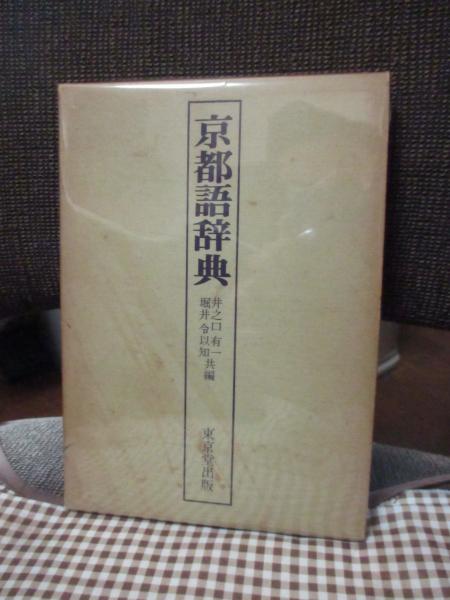 京都語辞典
井之口有一
堀井令以知
共編
東京堂出版